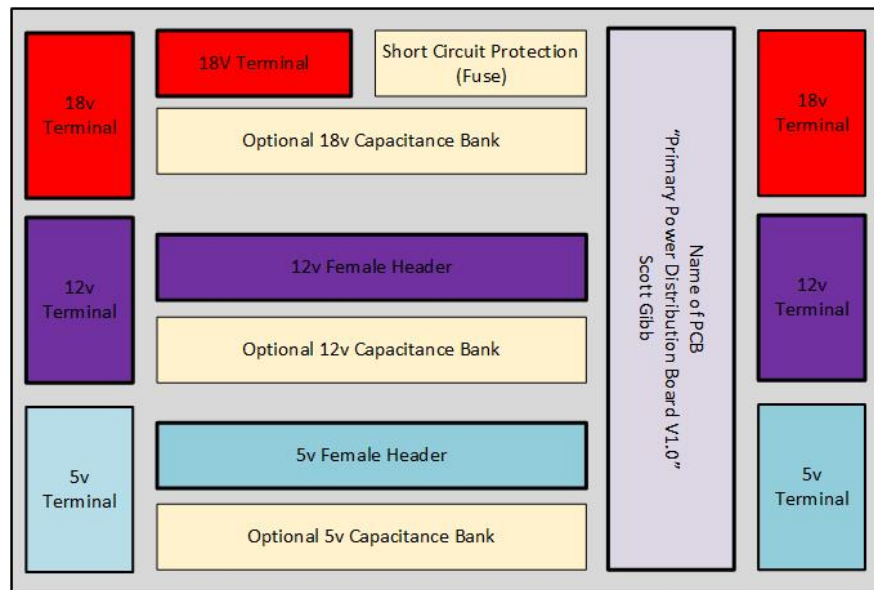 18v
Terminal
18V Terminal
Short Circuit Protection
(Fuse)
Optional 18v Capacitance Bank
12v
Terminal
12v Female Header
Optional 12v Capacitance Bank
5v
Terminal
5v Female Header
Optional 5v Capacitance Bank
Name of PCB
“Primary Power Distribution Board V1.0”
Scott Gibb
18v
Terminal
12v
Terminal
5v
Terminal